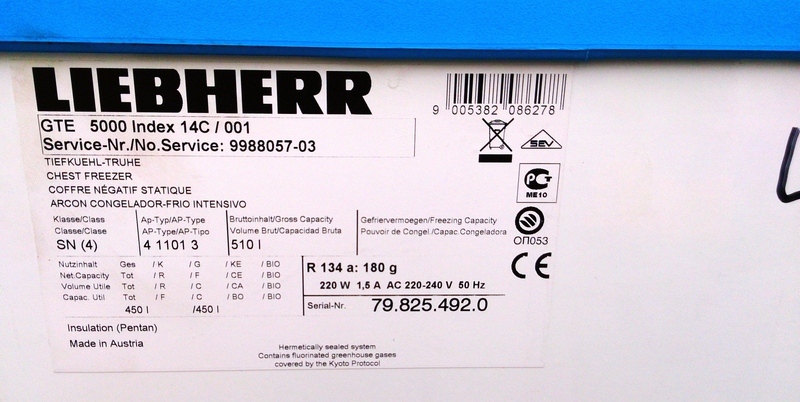 LIEBHERR
9 005382 086278
GTE 5000 Index 14C / 001
Service-Nr./No.Service: 9988057-03
SEV
TIEFKUEHL-TRUHE
CHEST FREEZER
COFFRE NÉGATIF STATIQUE
ARCON CONGELADOR-FRIO INTENSIVO
PCT
ME10
ОП053
CE
Klasse/Class Ap-Typ/AP-Type Bruttoinhalt/Gross Capacity Gefriervermoegen/Freezing Capacity
Classe/Clase AP-Type/AP-Tipo Volume Brut/Capacidad Bruta Pouvoir de Congel./Capac.Congeladora
SN (4) 4 1101 3 510 l
Nutzinhalt Ges / K / G / KE / BIO
Net.Capacity Tot / R / F / CE / BIO
Volume Utile Tot / R / C / CA / BIO
Capac. Util Tot / F / C / BO / BIO
450 l /450 l
R 134 a: 180 g
220 W 1,5 A AC 220-240 V 50 Hz
Serial-Nr. 79.825.492.0
Insulation (Pentan)
Made in Austria
Hermetically sealed system
Contains fluorinated greenhouse gases
covered by the Kyoto Protocol